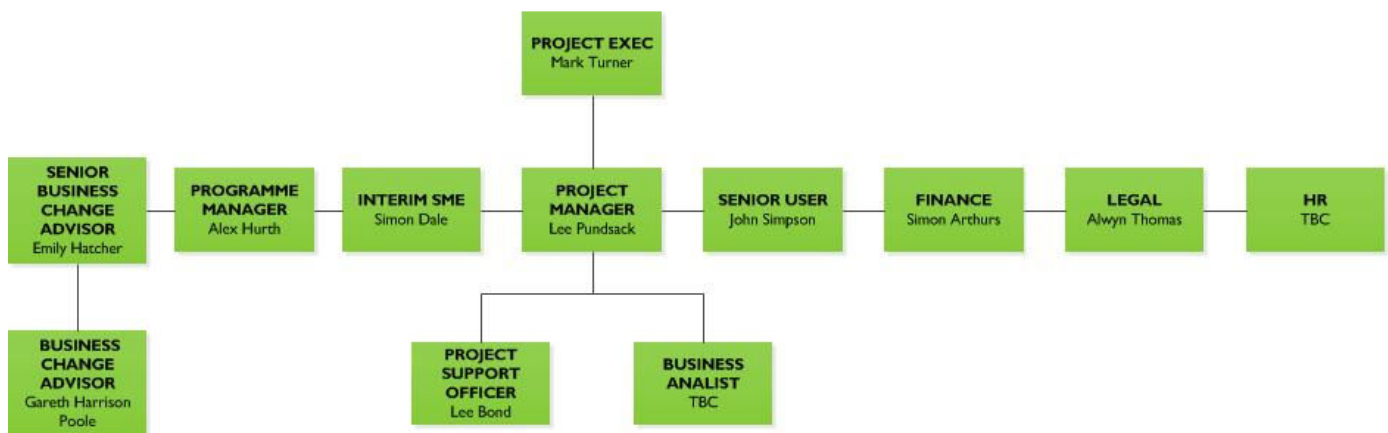 PROJECT EXEC
Mark Turner
SENIOR
BUSINESS
CHANGE
ADVISOR
Emily Hatcher
PROGRAMME
MANAGER
Alex Hurth
INTERIM SME
Simon Dale
PROJECT
MANAGER
Lee Pundsack
SENIOR USER
John Simpson
FINANCE
Simon Arthurs
LEGAL
Alwyn Thomas
HR
TBC
BUSINESS
CHANGE
ADVISOR
Gareth Harrison
Poole
PROJECT
SUPPORT
OFFICER
Lee Bond
BUSINESS
ANALIST
TBC